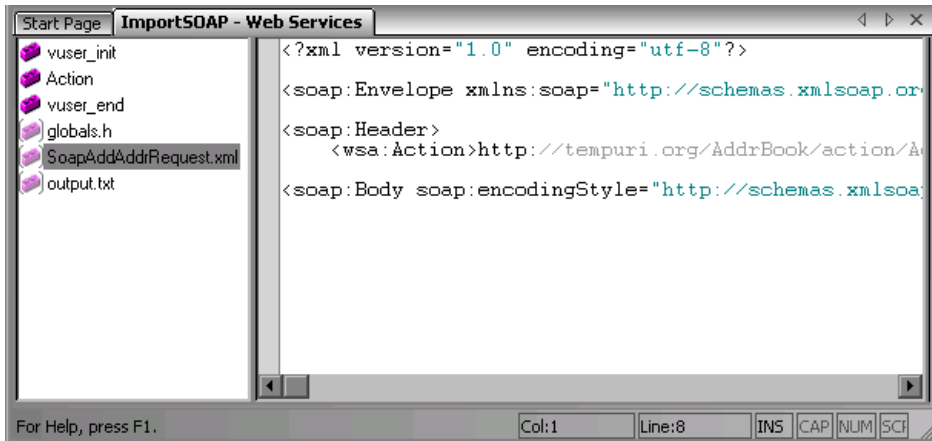 Start Page
ImportSOAP - Web Services
vuser_init
Action
vuser_end
globals.h
SoapAddAddrRequest.xml
output.txt
<?xml version="1.0" encoding="utf-8"?>
<soap:Envelope xmlns:soap="http://schemas.xmlsoap.or
<soap:Header>
<wsa:Action>http://tempuri.org/AddrBook/action/A
<soap:Body soap:encodingStyle="http://schemas.xmlsoa
For Help, press F1.
Col:1
Line:8
INS
CAP
NUM
SCF